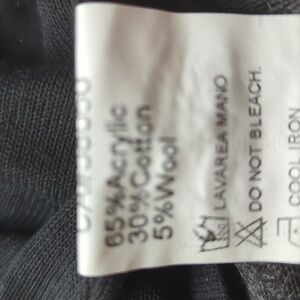 65%Acrylic
30%Cotton
5%Wool
LAVAREA MANO
DO NOT BLEACH.
COOL IRON